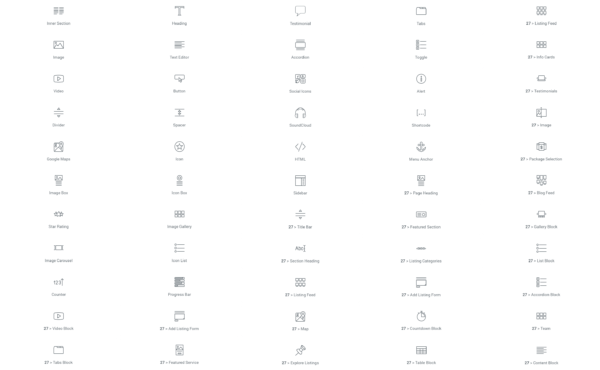 Inner Section
Heading
Testimonial
Tabs
27 > Listing Feed
Image
Text Editor
Accordion
Toggle
27 > Info Cards
Video
Button
Social Icons
Alert
27 > Testimonials
Divider
Spacer
SoundCloud
Shortcode
27 > Image
Google Maps
Icon
HTML
Menu Anchor
27 > Package Selection
Image Box
Icon Box
Sidebar
27 > Page Heading
27 > Blog Feed
Star Rating
Image Gallery
27 > Title Bar
27 > Featured Section
27 > Gallery Block
Image Carousel
Icon List
Abc
27 > Section Heading
27 > Listing Categories
27 > List Block
Counter
Progress Bar
27 > Listing Feed
27 > Add Listing Form
27 > Accordion Block
27 > Video Block
27 > Add Listing Form
27 > Map
27 > Countdown Block
27 > Team
27 > Tabs Block
27 > Featured Service
27 > Explore Listings
27 > Table Block
27 > Content Block